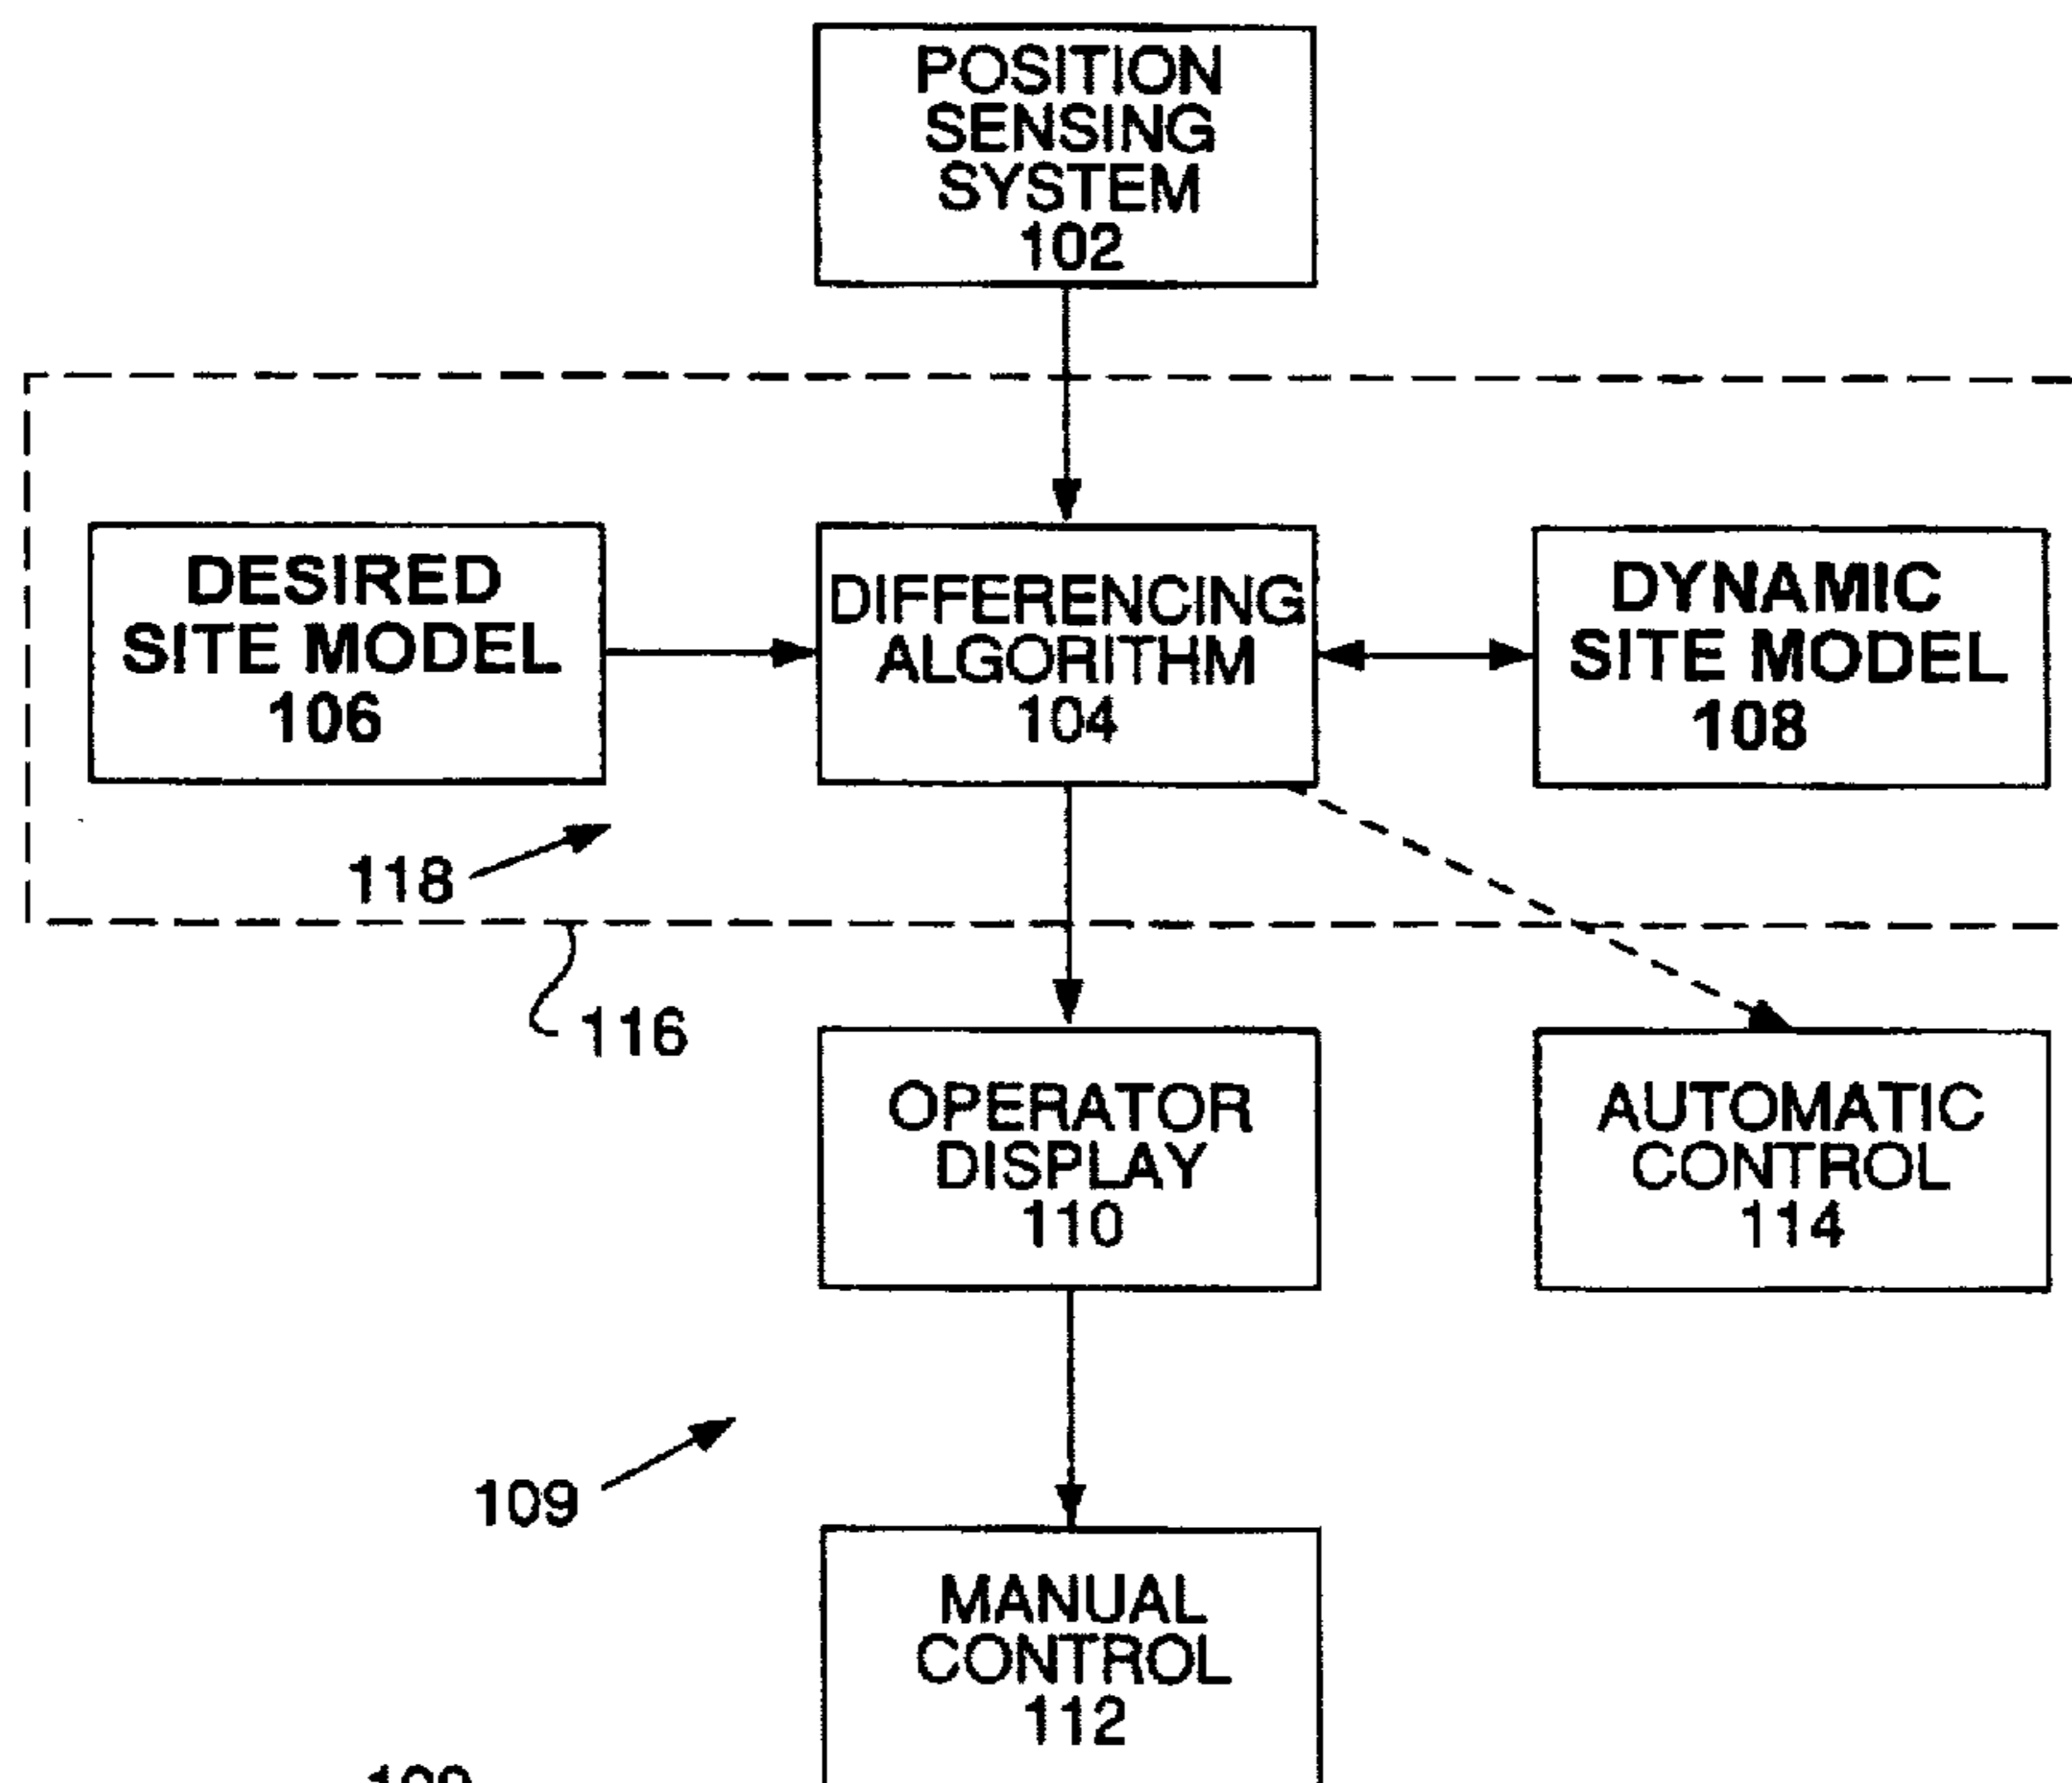 POSITION
SENSING
SYSTEM
102
DESIRED
SITE MODEL
106
DIFFERENCING
ALGORITHM
104
DYNAMIC
SITE MODEL
108
118
116
OPERATOR
DISPLAY
110
AUTOMATIC
CONTROL
114
109
MANUAL
CONTROL
112